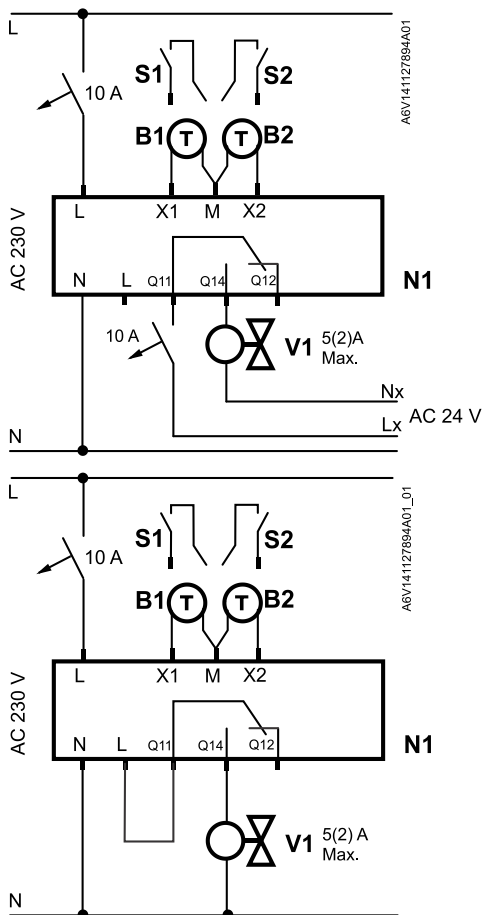 L
10 A
S1 S2
B1 T T B2
A6V141127894A01
AC 230 V
L X1 M X2
N L Q11 Q14 Q12
N1
10 A
V1 5(2)A
Max.
Nx
Lx AC 24 V
N
L
10 A
S1 S2
B1 T T B2
A6V141127894A01_01
AC 230 V
L X1 M X2
N L Q11 Q14 Q12
N1
V1 5(2) A
Max.
N